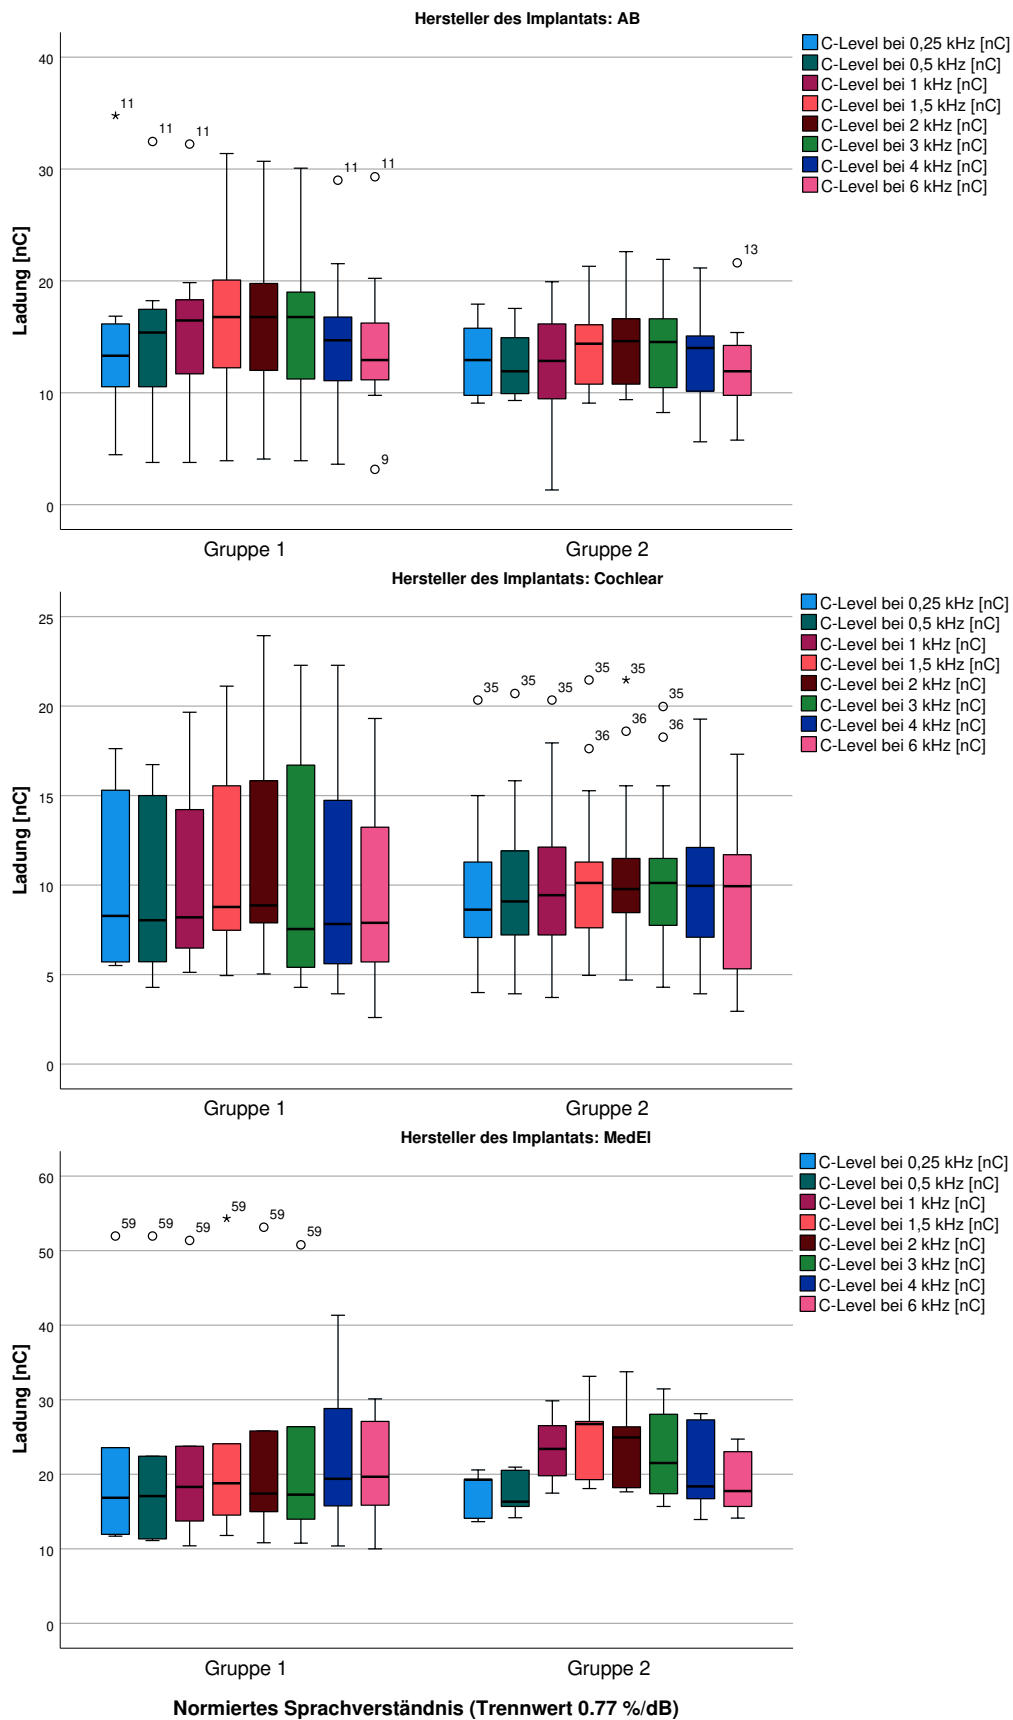 Hersteller des Implantats: AB
C-Level bei 0,25 kHz [nC]
C-Level bei 0,5 kHz [nC]
C-Level bei 1 kHz [nC]
C-Level bei 1,5 kHz [nC]
C-Level bei 2 kHz [nC]
C-Level bei 3 kHz [nC]
C-Level bei 4 kHz [nC]
C-Level bei 6 kHz [nC]
Ladung [nC]
40
30
20
10
0
11
11
11
11
11
9
13
Gruppe 1
Gruppe 2
Hersteller des Implantats: Cochlear
C-Level bei 0,25 kHz [nC]
C-Level bei 0,5 kHz [nC]
C-Level bei 1 kHz [nC]
C-Level bei 1,5 kHz [nC]
C-Level bei 2 kHz [nC]
C-Level bei 3 kHz [nC]
C-Level bei 4 kHz [nC]
C-Level bei 6 kHz [nC]
Ladung [nC]
25
20
15
10
5
0
35
35
35
35
36
35
36
35
36
Gruppe 1
Gruppe 2
Hersteller des Implantats: MedEl
C-Level bei 0,25 kHz [nC]
C-Level bei 0,5 kHz [nC]
C-Level bei 1 kHz [nC]
C-Level bei 1,5 kHz [nC]
C-Level bei 2 kHz [nC]
C-Level bei 3 kHz [nC]
C-Level bei 4 kHz [nC]
C-Level bei 6 kHz [nC]
Ladung [nC]
60
50
40
30
20
10
0
59
59
59
59
59
59
Gruppe 1
Gruppe 2
Normiertes Sprachverständnis (Trennwert 0.77 %/dB)